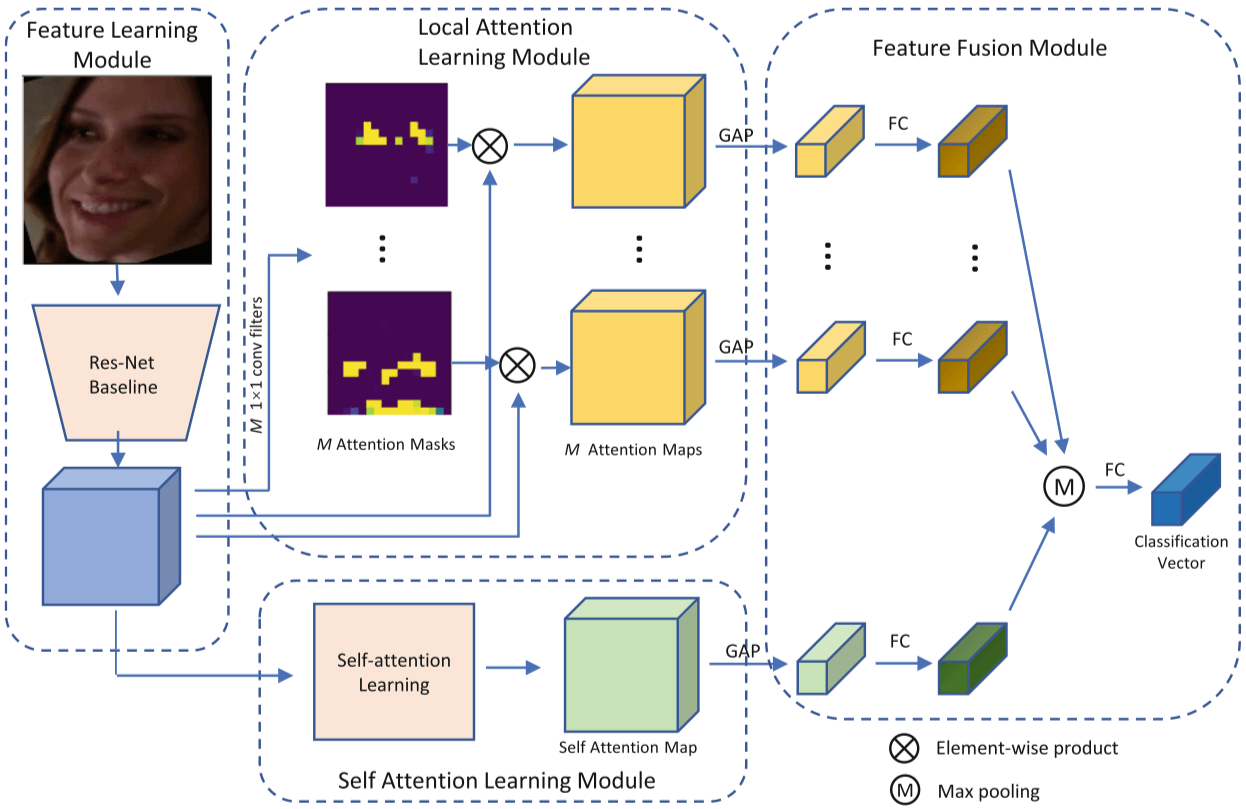 Feature Learning
Module
Res-Net
Baseline
Local Attention
Learning Module
M 1×1 conv filters
M Attention Masks
M Attention Maps
GAP
GAP
Self-attention
Learning
Self Attention Map
Self Attention Learning Module
GAP
Feature Fusion Module
FC
FC
FC
M
FC
Classification
Vector
Element-wise product
M
Max pooling